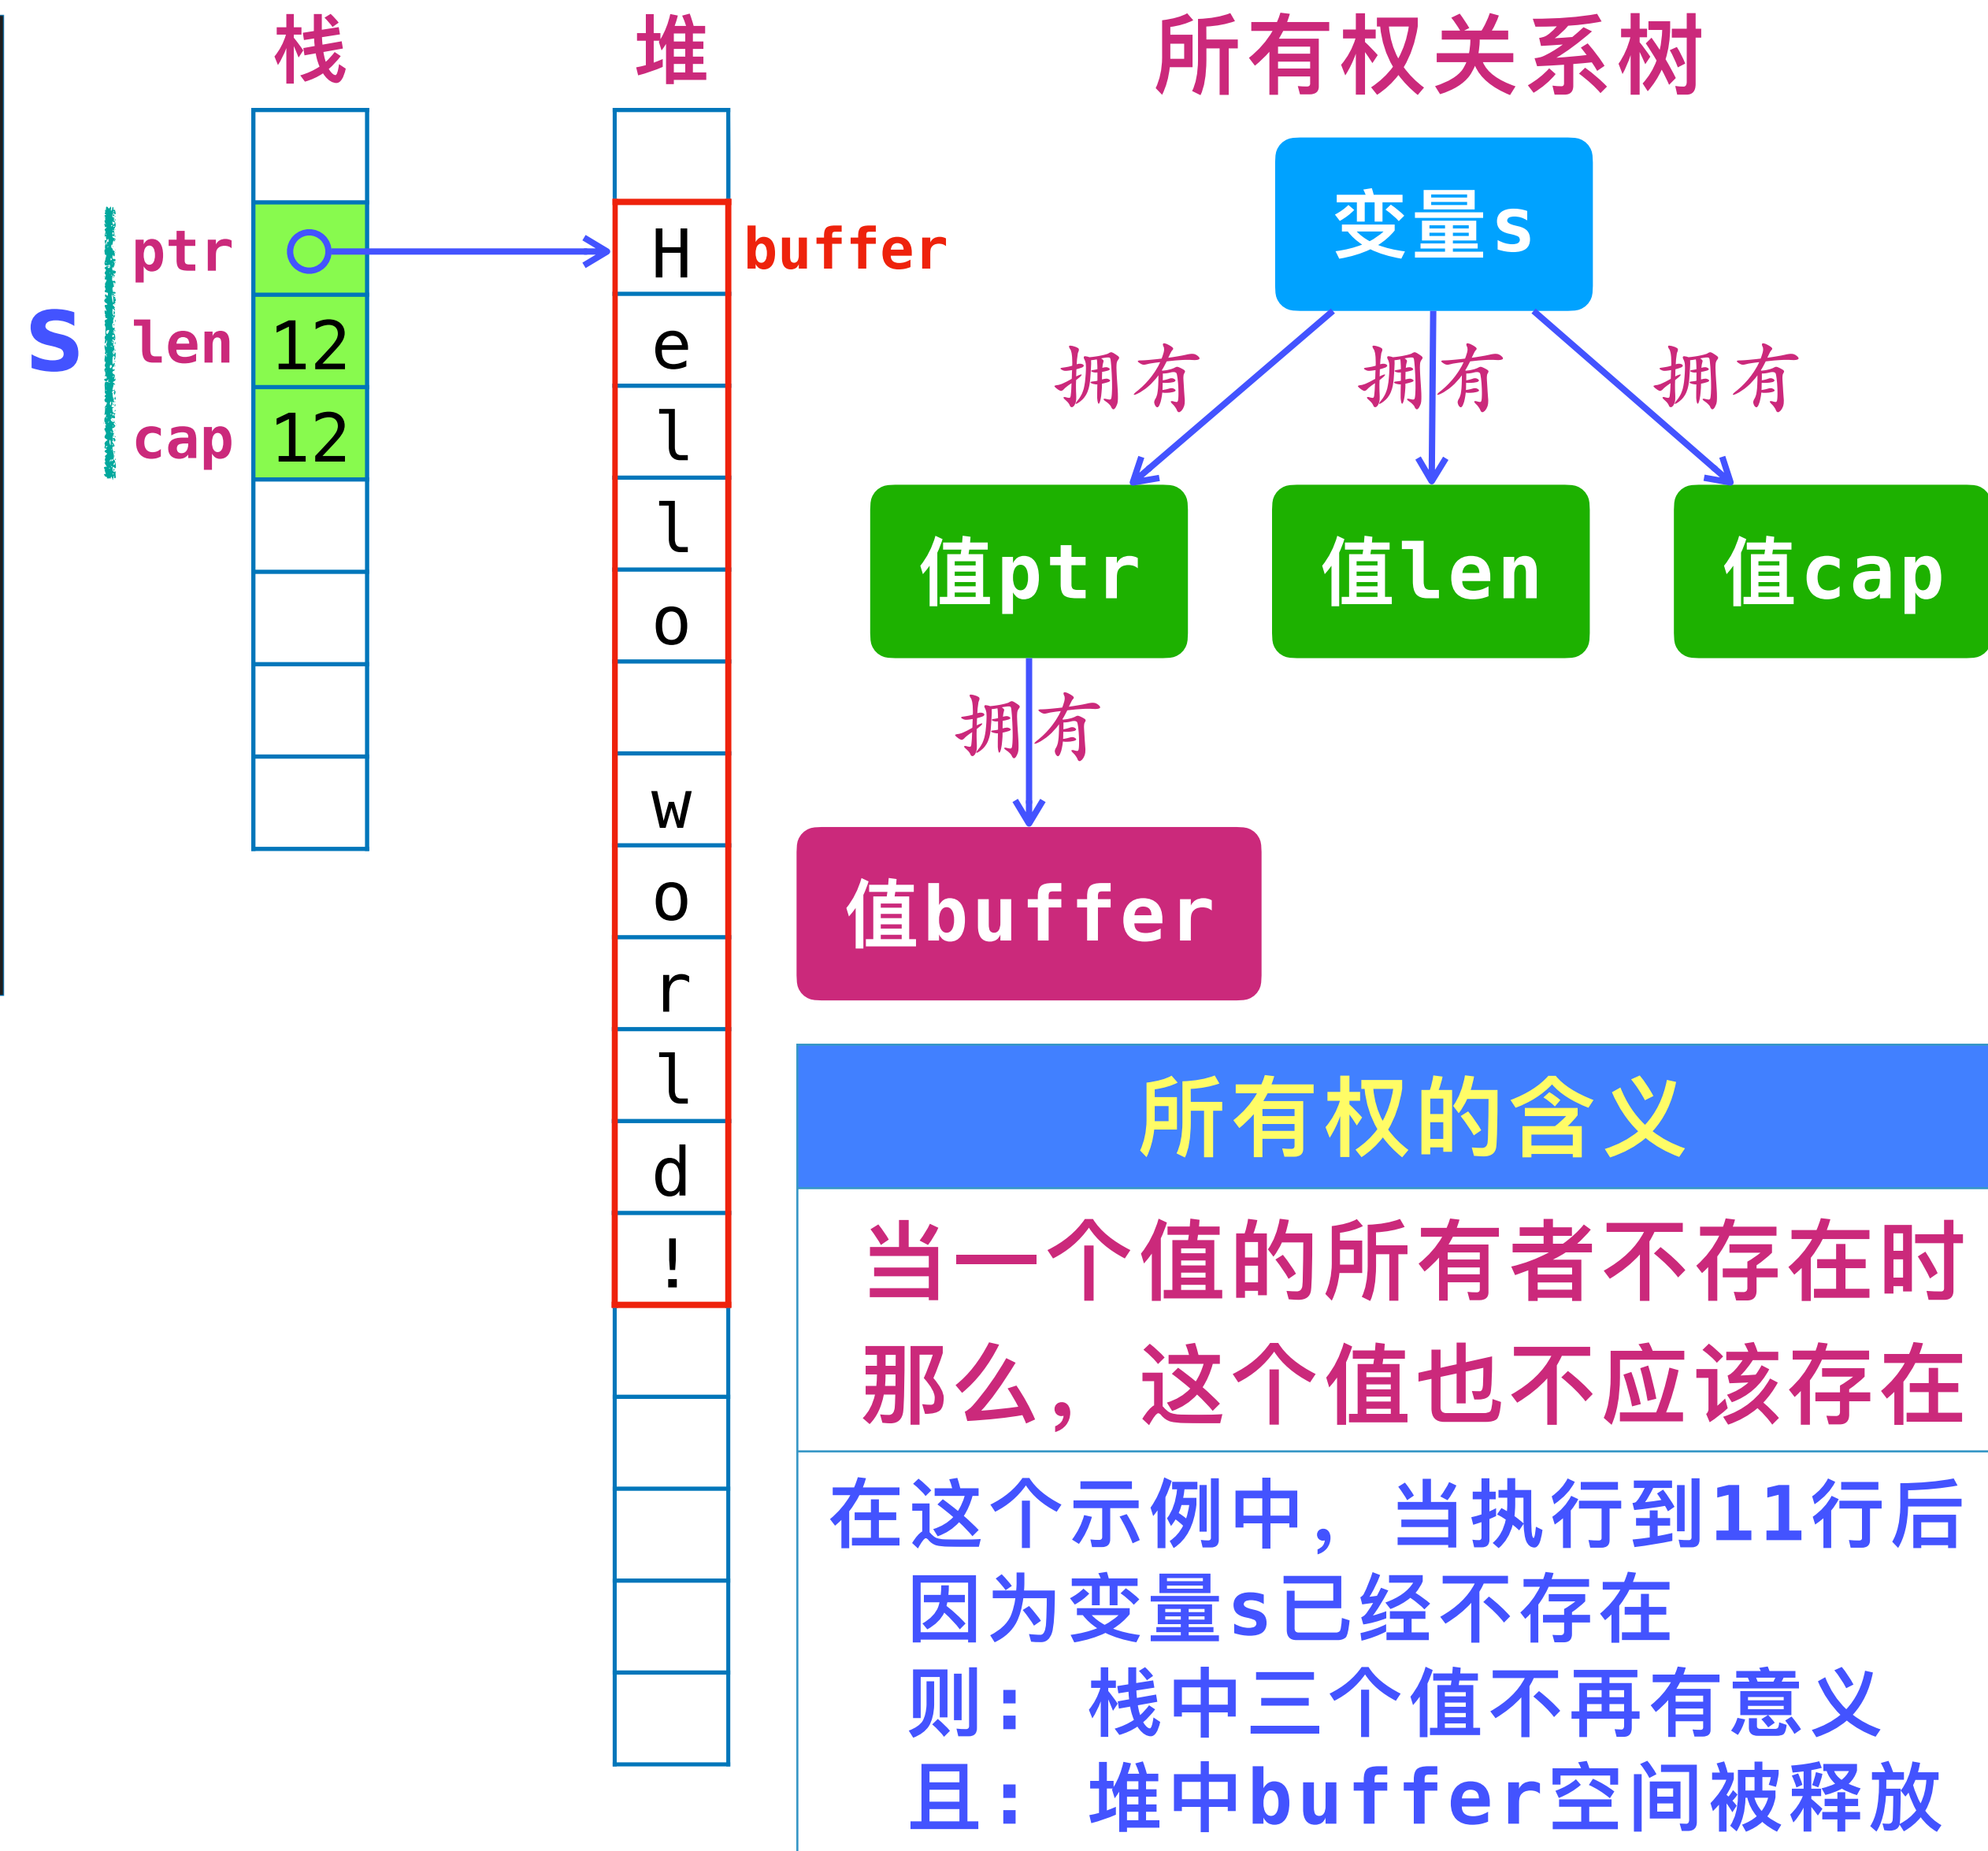 栈
堆
所有权关系树
变量s
ptr
H
buffer
s
len
12
e
拥有
拥有
拥有
cap
12
l
l
值ptr
值len
值cap
o
拥有
w
o
值buffer
r
l
所有权的含义
d
!
当一个值的所有者不存在时
那么，这个值也不应该存在
在这个示例中，当执行到11行后
因为变量s已经不存在
则：栈中三个值不再有意义
且：堆中buffer空间被释放